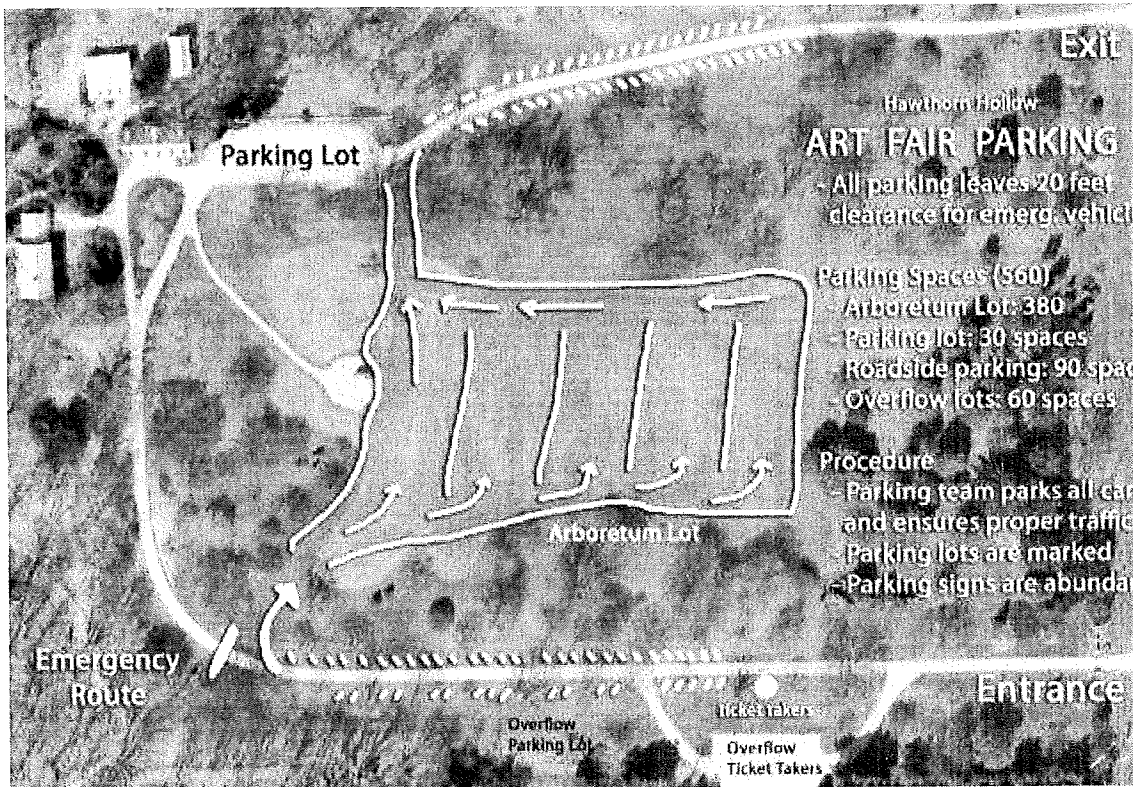 Exit
Hawthorn Hollow
ART FAIR PARKING
- All parking leaves 20 feet
clearance for emerg. vehic
Parking Lot
Parking Spaces (560)
- Arboretum Lot: 380
- Parking lot: 30 spaces
Roadside parking: 90 spac
- Overflow lots: 60 spaces
Procedure
- Parking team parks all car
and ensures proper traffic
- Parking lots are marked
- Parking signs are abunda
Arboretum Lot
Emergency
Route
Entrance
Ticket Takers
Overflow
Parking Lot
Overflow
Ticket Takers